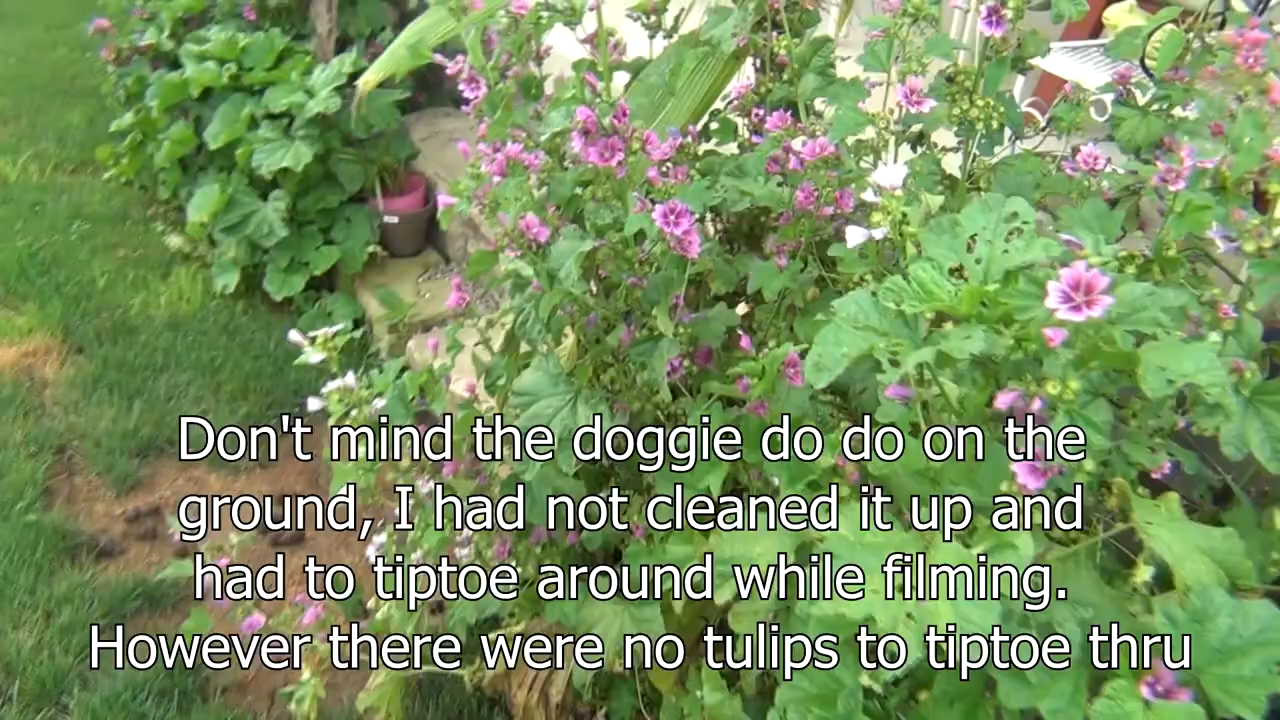 Don't mind the doggie do do on the
ground, I had not cleaned it up and
had to tiptoe around while filming.
However there were no tulips to tiptoe thru